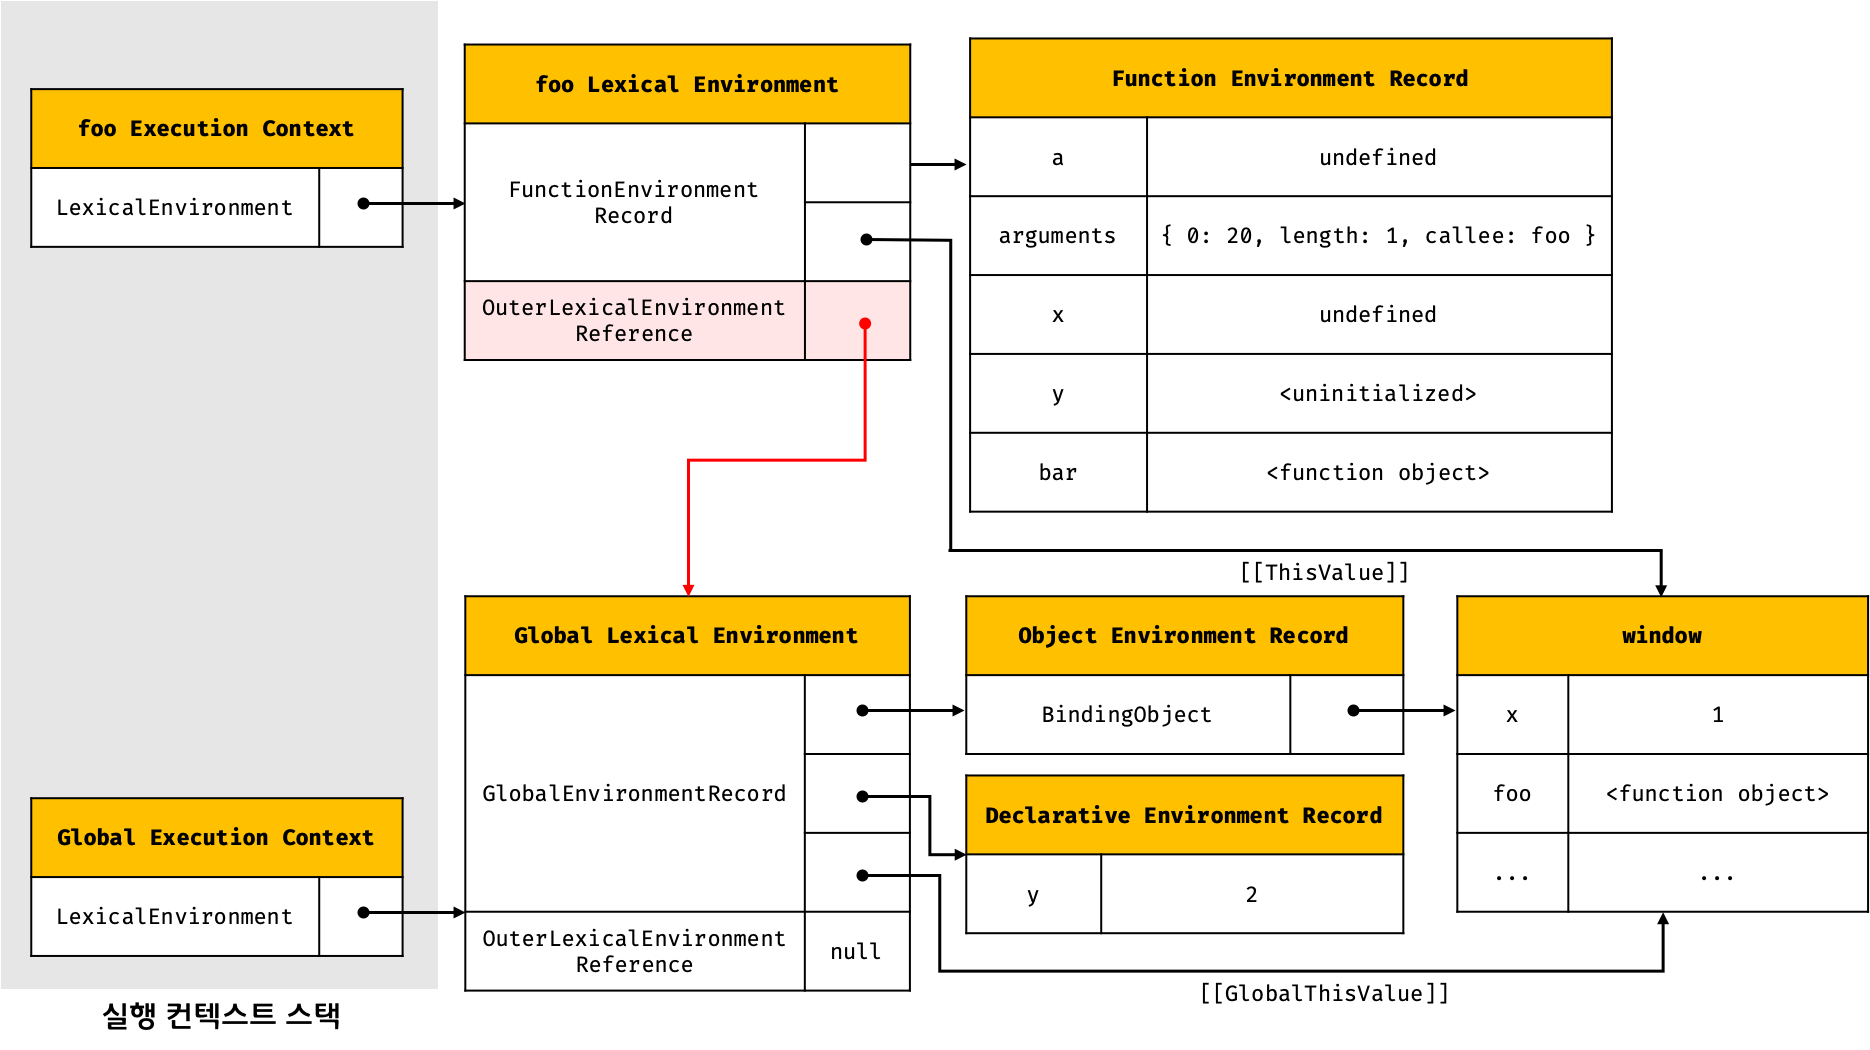 foo Execution Context
LexicalEnvironment
foo Lexical Environment
FunctionEnvironment
Record
OuterLexicalEnvironment
Reference
Function Environment Record
a undefined
arguments { 0: 20, length: 1, callee: foo }
x undefined
y <uninitialized>
bar <function object>
[[ThisValue]]
Global Execution Context
LexicalEnvironment
Global Lexical Environment
GlobalEnvironmentRecord
OuterLexicalEnvironment
Reference
null
Object Environment Record
BindingObject
Declarative Environment Record
y 2
window
x 1
foo <function object>
... ...
[[GlobalThisValue]]
실행 컨텍스트 스택